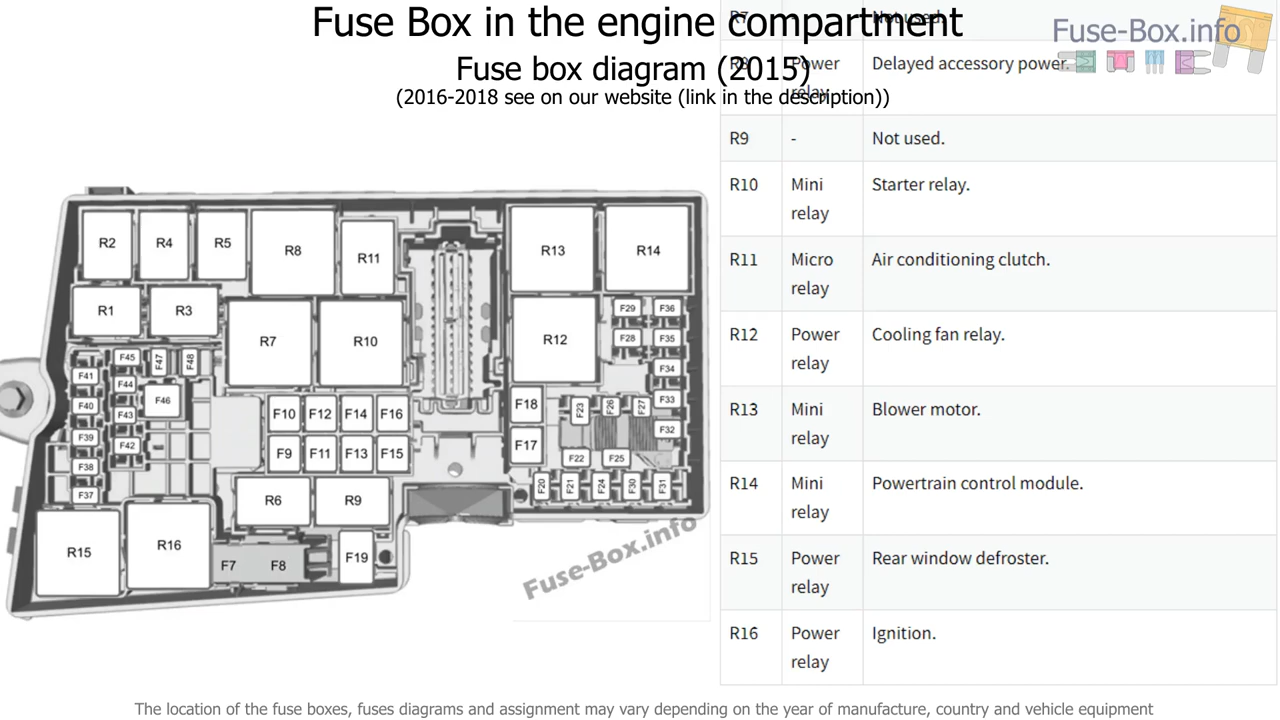 Fuse Box in the engine compartment
Fuse box diagram (2015)
(2016-2018 see on our website (link in the description))
Fuse-Box.info
R7 - Not used.
R8 Power relay Delayed accessory power.
R9 - Not used.
R10 Mini relay Starter relay.
R11 Micro relay Air conditioning clutch.
R12 Power relay Cooling fan relay.
R13 Mini relay Blower motor.
R14 Mini relay Powertrain control module.
R15 Power relay Rear window defroster.
R16 Power relay Ignition.
R2 R4 R5 R8 R11 R13 R14
R1 R3 R7 R10 R12
F29 F36
F28 F35
F34
F33
F32
F45 F47 F48
F41 F44
F40 F43 F46
F39 F42
F38
F37
F10 F12 F14 F16 F18
F9 F11 F13 F15 F17
F23 F26 F27
F22 F25
F20 F21 F24 F30 F31
R6 R9
R15 R16 F7 F8 F19
Fuse-Box.info
The location of the fuse boxes, fuses diagrams and assignment may vary depending on the year of manufacture, country and vehicle equipment